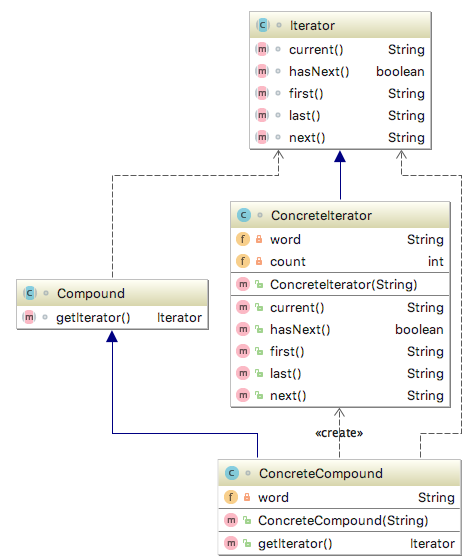 Iterator
current() String
hasNext() boolean
first() String
last() String
next() String
ConcreteIterator
word String
count int
ConcreteIterator(String)
current() String
hasNext() boolean
first() String
last() String
next() String
Compound
getIterator() Iterator
«create»
ConcreteCompound
word String
ConcreteCompound(String)
getIterator() Iterator